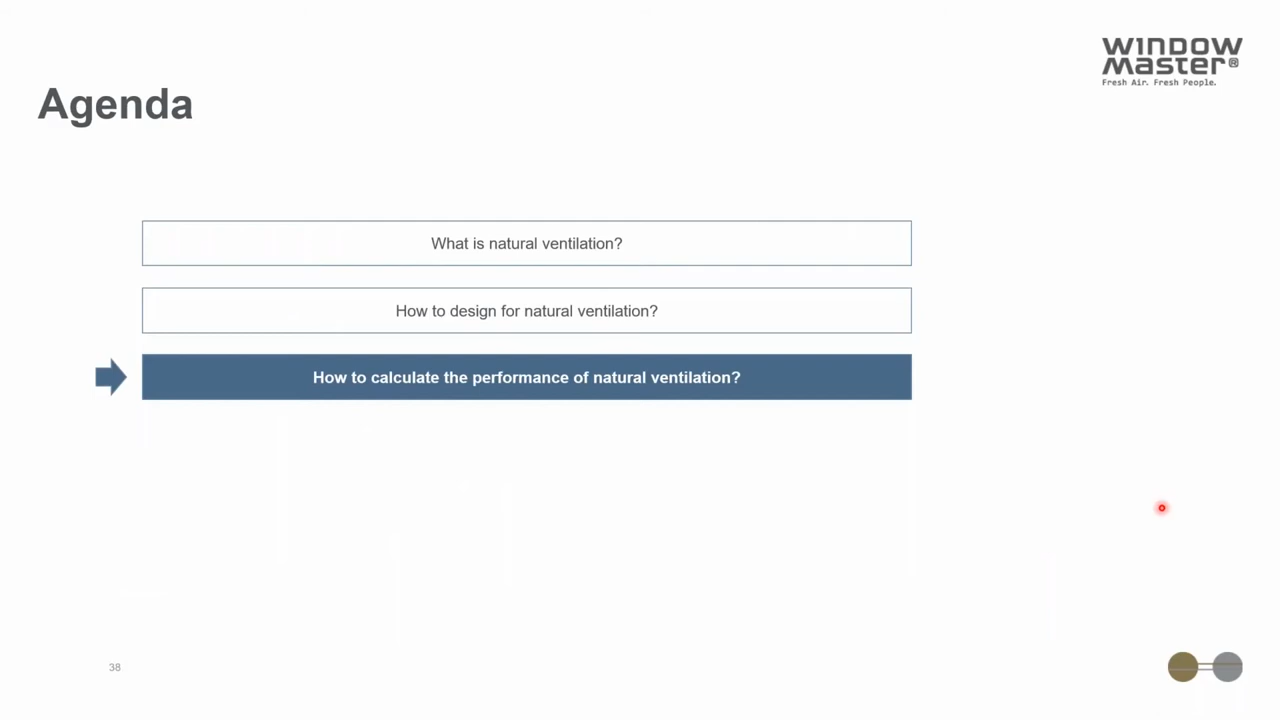 WINDOW
Master®
Fresh Air. Fresh People.
Agenda
What is natural ventilation?
How to design for natural ventilation?
How to calculate the performance of natural ventilation?
38